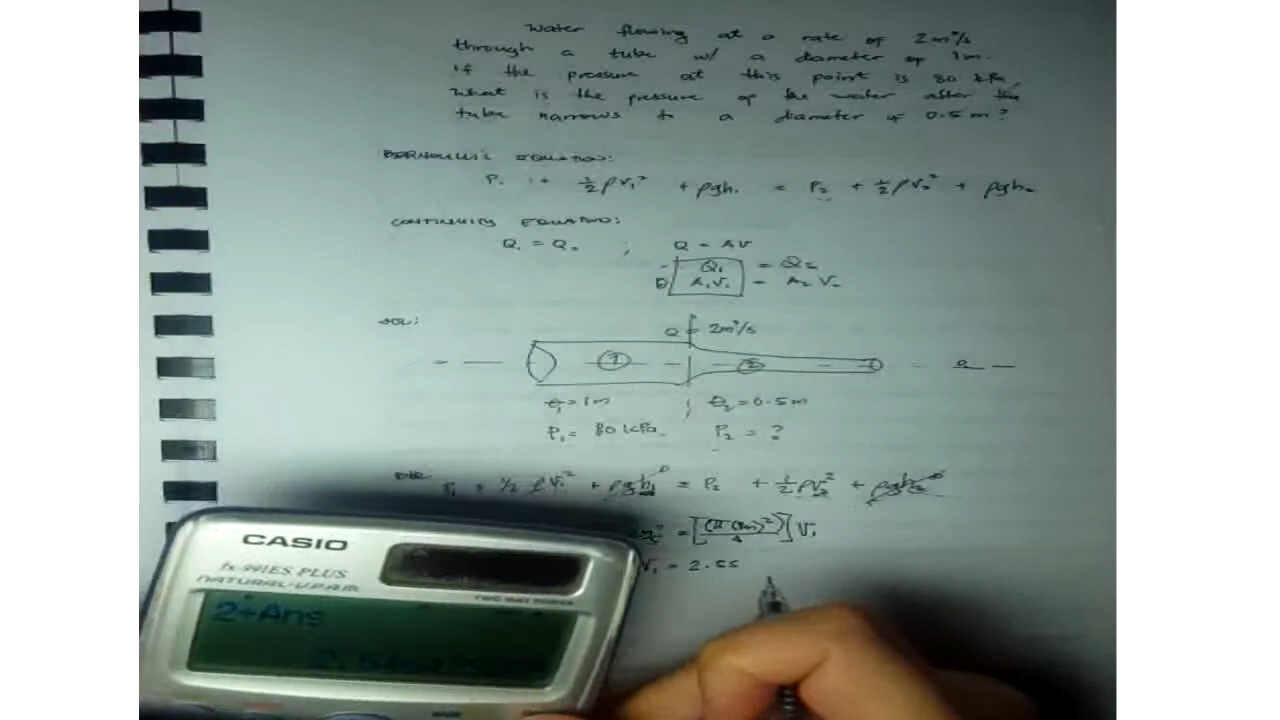 Water flowing at a rate of 2m³/s
through a tube w/ a diameter of 1m.
If the pressure at this point is 80 kPa,
what is the pressure of the water after the
tube narrows to a diameter of 0.5m?
BERNOULLI'S EQUATION:
P₁ + ½ρV₁² + ρgh₁ = P₂ + ½ρV₂² + ρgh₂
CONTINUITY EQUATION:
Q₁ = Q₂ ; Q = AV
Q₁ = Q₂
A₁V₁ = A₂V₂
SOL:
Q = 2m³/s
1 2
=1m ; =0.5m
P₁ = 80 kPa P₂ = ?
P₁ + ½ρV₁² + ρgh₁ = P₂ + ½ρV₂² + ρgh₂
= [(π(1m)²)/4] V₁
V₁ = 2.55
CASIO
fx-991ES PLUS
NATURAL-V.P.A.M.
TWO WAY POWER
2÷Ans